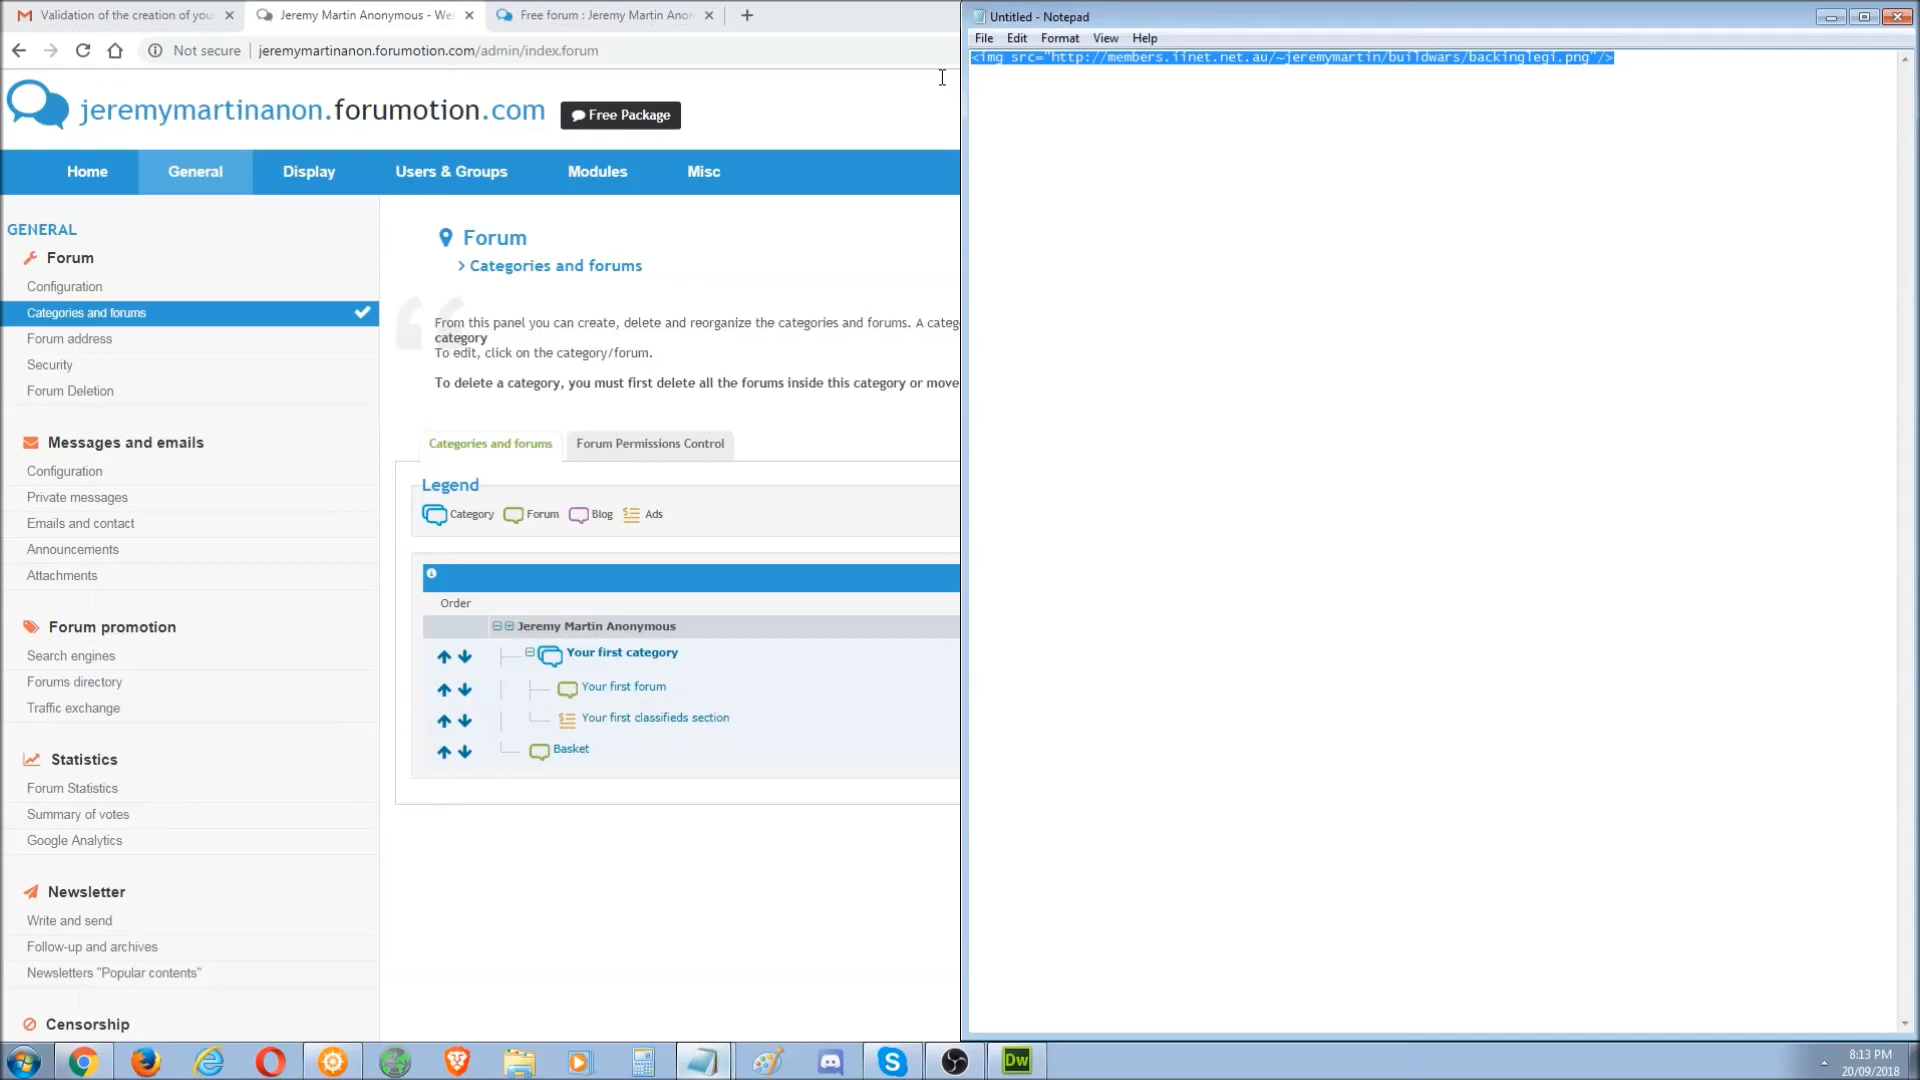 Validation of the creation of you
Jeremy Martin Anonymous - Wel
Free forum : Jeremy Martin Anon
Not secure
jeremymartinanon.forumotion.com/admin/index.forum
jeremymartinanon.forumotion.com
Free Package
Home
General
Display
Users & Groups
Modules
Misc
GENERAL
Forum
Configuration
Categories and forums
Forum address
Security
Forum Deletion
Messages and emails
Configuration
Private messages
Emails and contact
Announcements
Attachments
Forum promotion
Search engines
Forums directory
Traffic exchange
Statistics
Forum Statistics
Summary of votes
Google Analytics
Newsletter
Write and send
Follow-up and archives
Newsletters "Popular contents"
Censorship
Forum
> Categories and forums
From this panel you can create, delete and reorganize the categories and forums. A categ
category
To edit, click on the category/forum.
To delete a category, you must first delete all the forums inside this category or move
Categories and forums
Forum Permissions Control
Legend
Category
Forum
Blog
Ads
Order
Jeremy Martin Anonymous
Your first category
Your first forum
Your first classifieds section
Basket
Untitled - Notepad
File
Edit
Format
View
Help
<img src="http://members.iinet.net.au/~jeremymartin/buildwars/backinglegi.png"/>
Dw
8:13 PM
20/09/2018